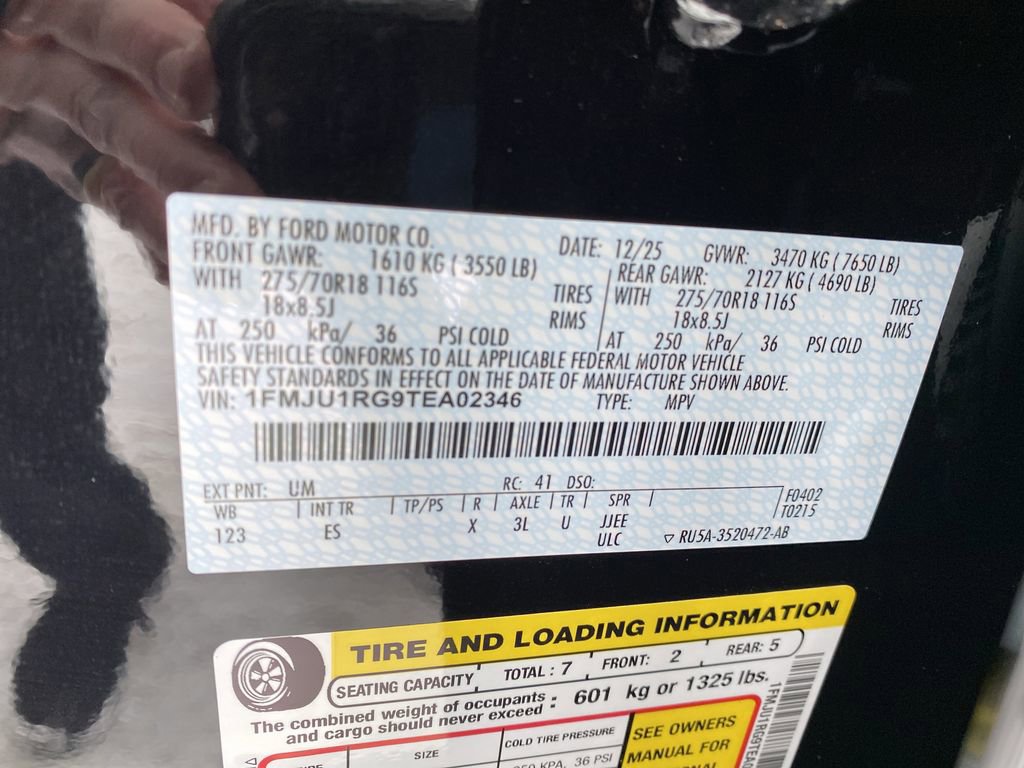 MFD. BY FORD MOTOR CO.
DATE: 12/25 GVWR: 3470 KG ( 7650 LB)
FRONT GAWR: 1610 KG ( 3550 LB)
WITH 275/70R18 116S TIRES
18x8.5J RIMS
AT 250 kPa/ 36 PSI COLD
REAR GAWR: 2127 KG ( 4690 LB)
WITH 275/70R18 116S TIRES
18x8.5J RIMS
AT 250 kPa/ 36 PSI COLD
THIS VEHICLE CONFORMS TO ALL APPLICABLE FEDERAL MOTOR VEHICLE
SAFETY STANDARDS IN EFFECT ON THE DATE OF MANUFACTURE SHOWN ABOVE.
VIN: 1FMJU1RG9TEA02346 TYPE: MPV
EXT PNT: UM RC: 41 DSO:
WB INT TR TP/PS R AXLE TR SPR F0402
T0215
123 ES X 3L U JJEE
ULC ▽ RU5A-3520472-AB
TIRE AND LOADING INFORMATION
SEATING CAPACITY TOTAL : 7 FRONT: 2 REAR: 5
The combined weight of occupants
and cargo should never exceed : 601 kg or 1325 lbs.
SIZE COLD TIRE PRESSURE SEE OWNERS
36 PSI MANUAL FOR
1FMJU1RG9TEA0